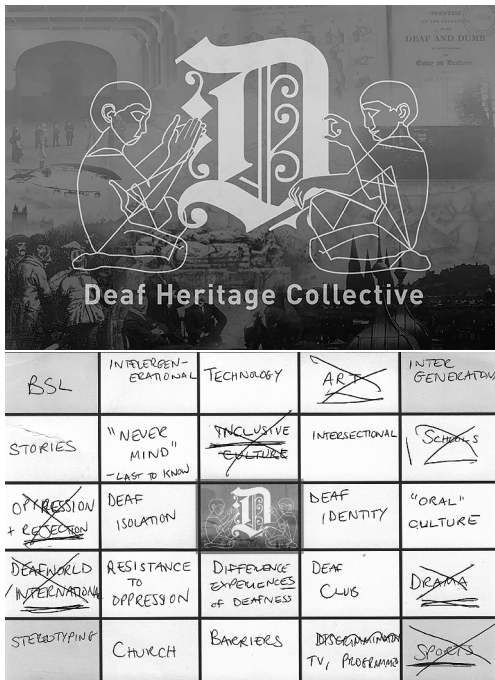 TREATISE
DEAF AND DUMB
D
Deaf Heritage Collective
BSL
INTERGEN-
ERATIONAL
TECHNOLOGY
ART
INTER
GENERATION
STORIES
"NEVER
MIND"
- LAST TO KNOW
INCLUSIVE
CULTURE
INTERSECTIONAL
SCHOOLS
OPPRESSION
+ REJECTION
DEAF
ISOLATION
D
DEAF
IDENTITY
"ORAL"
CULTURE
DEAFWORLD
/INTERNATIONAL
RESISTANCE
TO
OPPRESSION
DIFFERENCE
EXPERIENCES
of DEAFNESS
DEAF
CLUB
DRAMA
STEREOTYPING
CHURCH
BARRIERS
DISCRIMINATION
TV, PROGRAMME
SPORTS